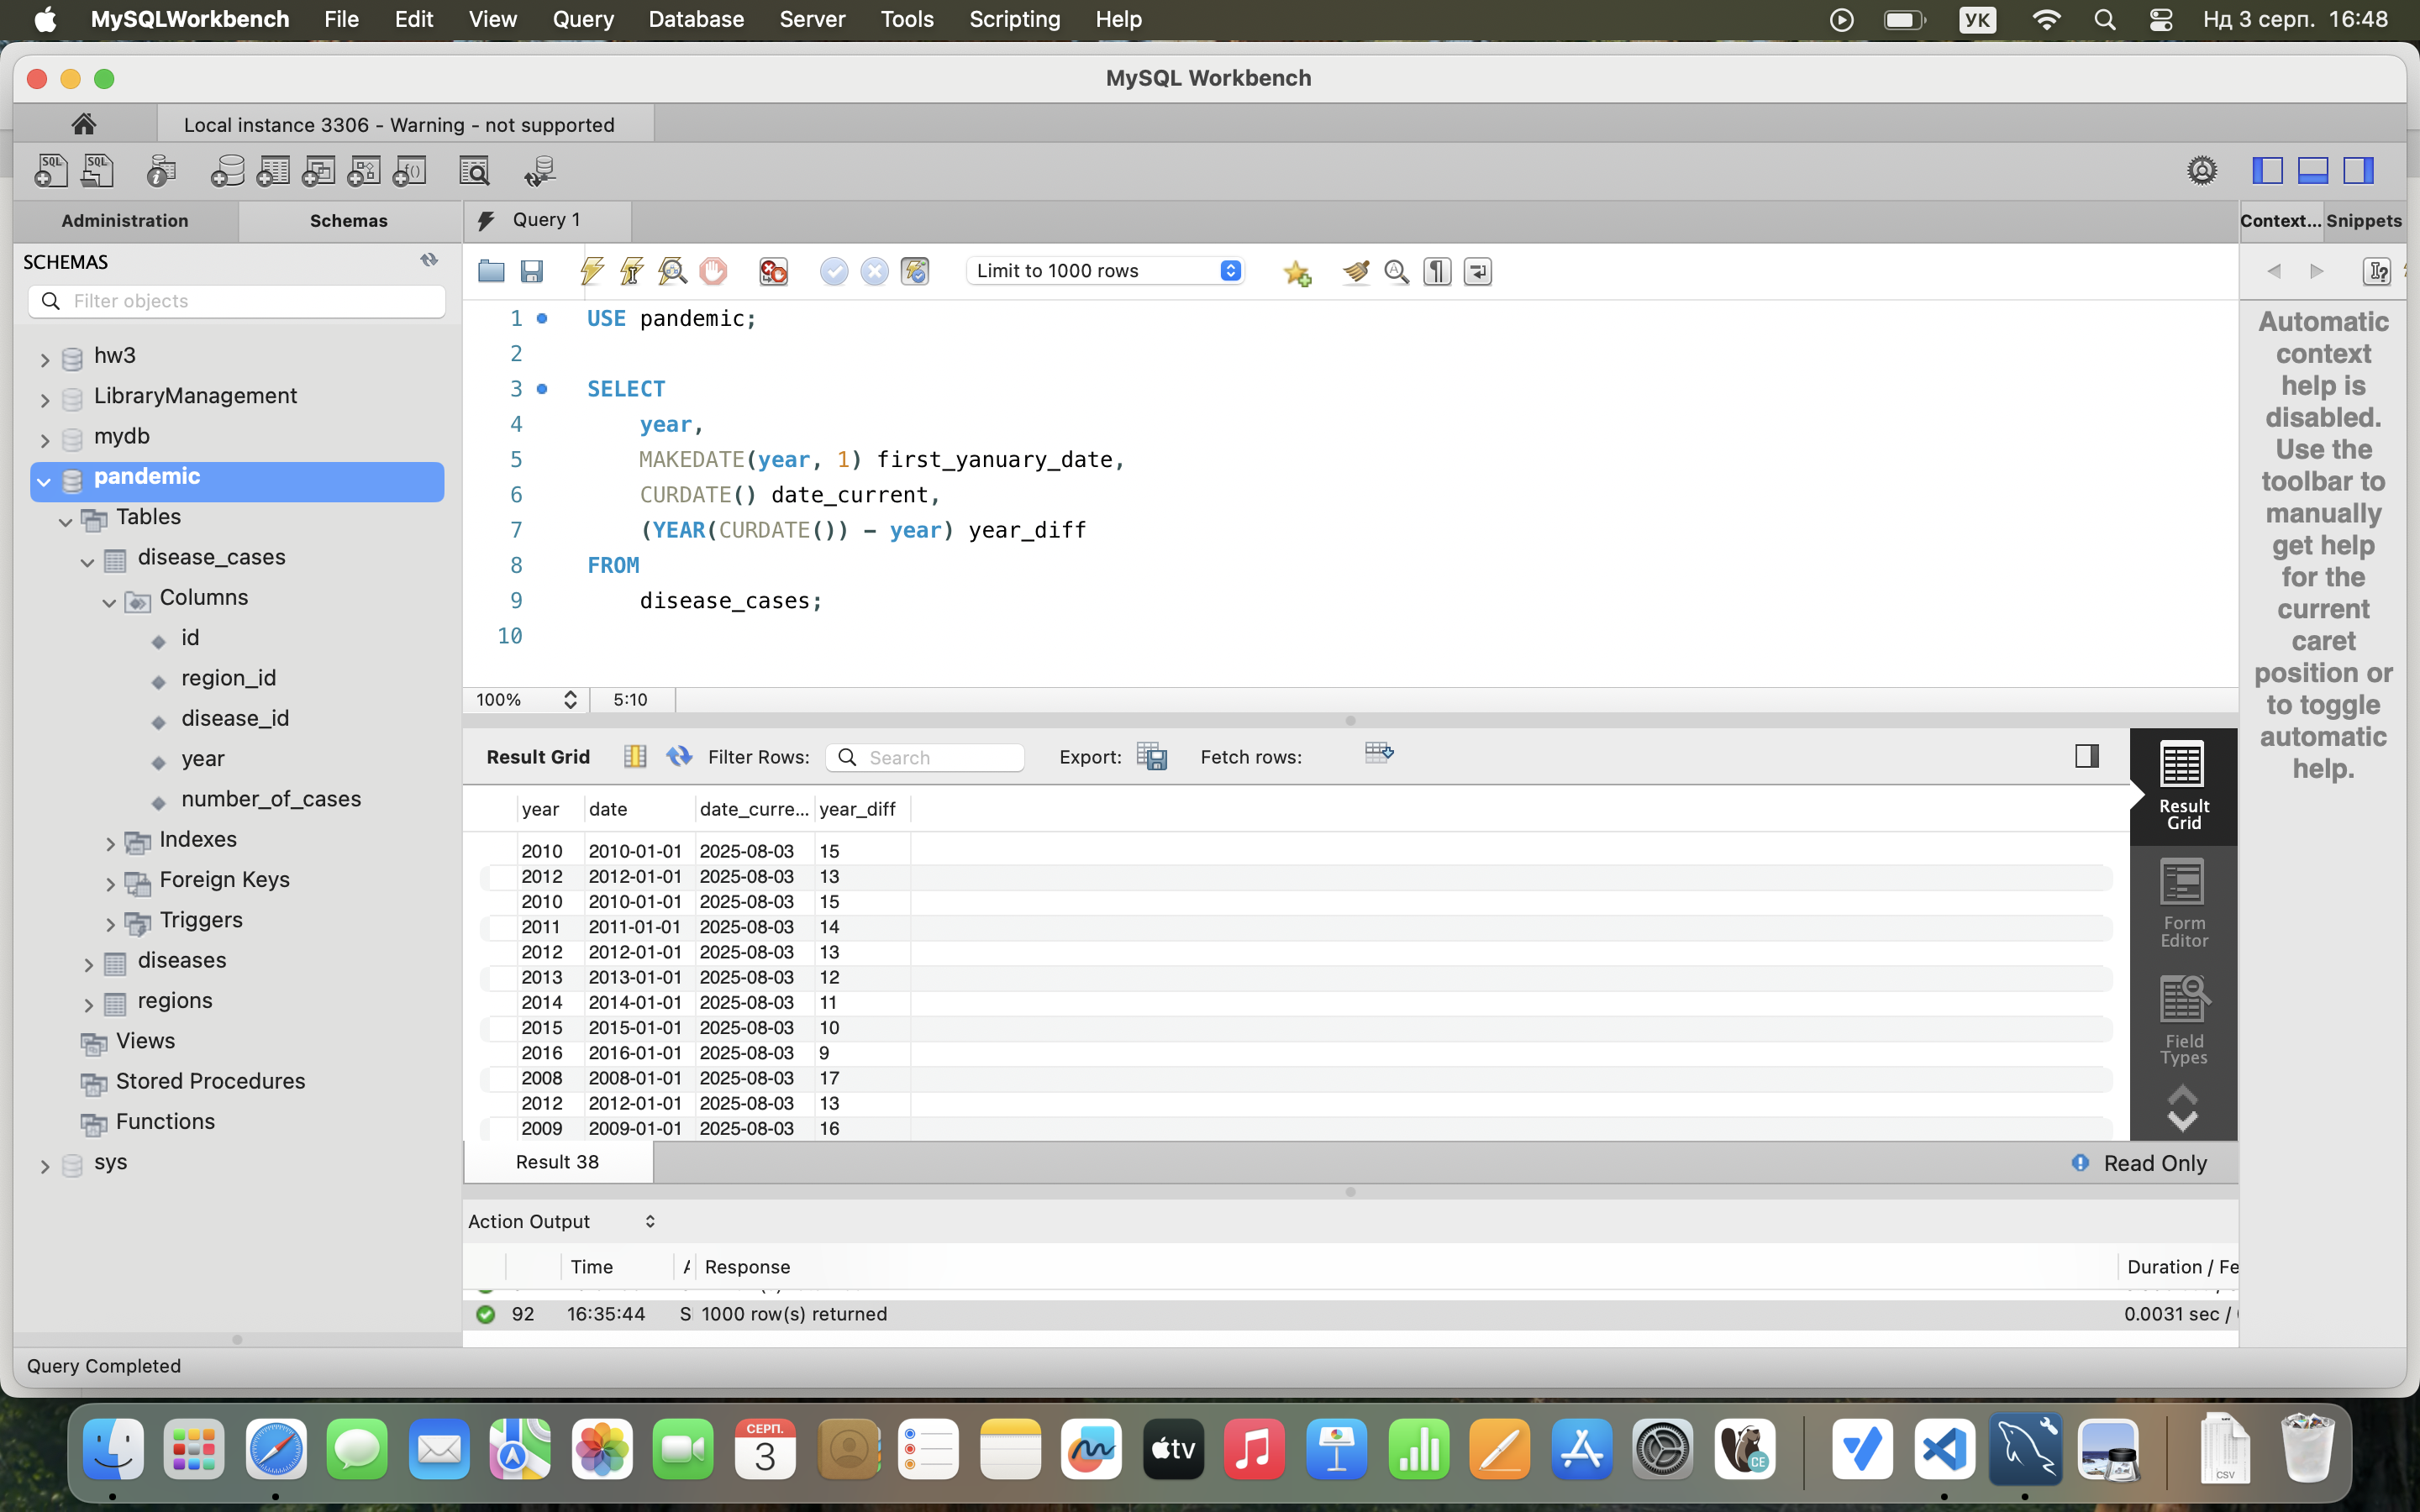 MySQLWorkbench File Edit View Query Database Server Tools Scripting Help УК Нд 3 серп. 16:48
MySQL Workbench
Local instance 3306 - Warning - not supported
Administration Schemas
SCHEMAS
Filter objects
hw3
LibraryManagement
mydb
pandemic
Tables
disease_cases
Columns
id
region_id
disease_id
year
number_of_cases
Indexes
Foreign Keys
Triggers
diseases
regions
Views
Stored Procedures
Functions
sys
Query 1
Limit to 1000 rows
1 USE pandemic;
2
3 SELECT
4 year,
5 MAKEDATE(year, 1) first_yanuary_date,
6 CURDATE() date_current,
7 (YEAR(CURDATE()) - year) year_diff
8 FROM
9 disease_cases;
10
100% 5:10
Context... Snippets
Automatic
context
help is
disabled.
Use the
toolbar to
manually
get help
for the
current
caret
position or
to toggle
automatic
help.
Result Grid Filter Rows: Search Export: Fetch rows:
year date date_curre... year_diff
2010 2010-01-01 2025-08-03 15
2012 2012-01-01 2025-08-03 13
2010 2010-01-01 2025-08-03 15
2011 2011-01-01 2025-08-03 14
2012 2012-01-01 2025-08-03 13
2013 2013-01-01 2025-08-03 12
2014 2014-01-01 2025-08-03 11
2015 2015-01-01 2025-08-03 10
2016 2016-01-01 2025-08-03 9
2008 2008-01-01 2025-08-03 17
2012 2012-01-01 2025-08-03 13
2009 2009-01-01 2025-08-03 16
Result
Grid
Form
Editor
Field
Types
Result 38
Read Only
Action Output
Time Response Duration / Fe
92 16:35:44 S 1000 row(s) returned 0.0031 sec /
Query Completed
СЕРП.
3
tv
CE
CSV